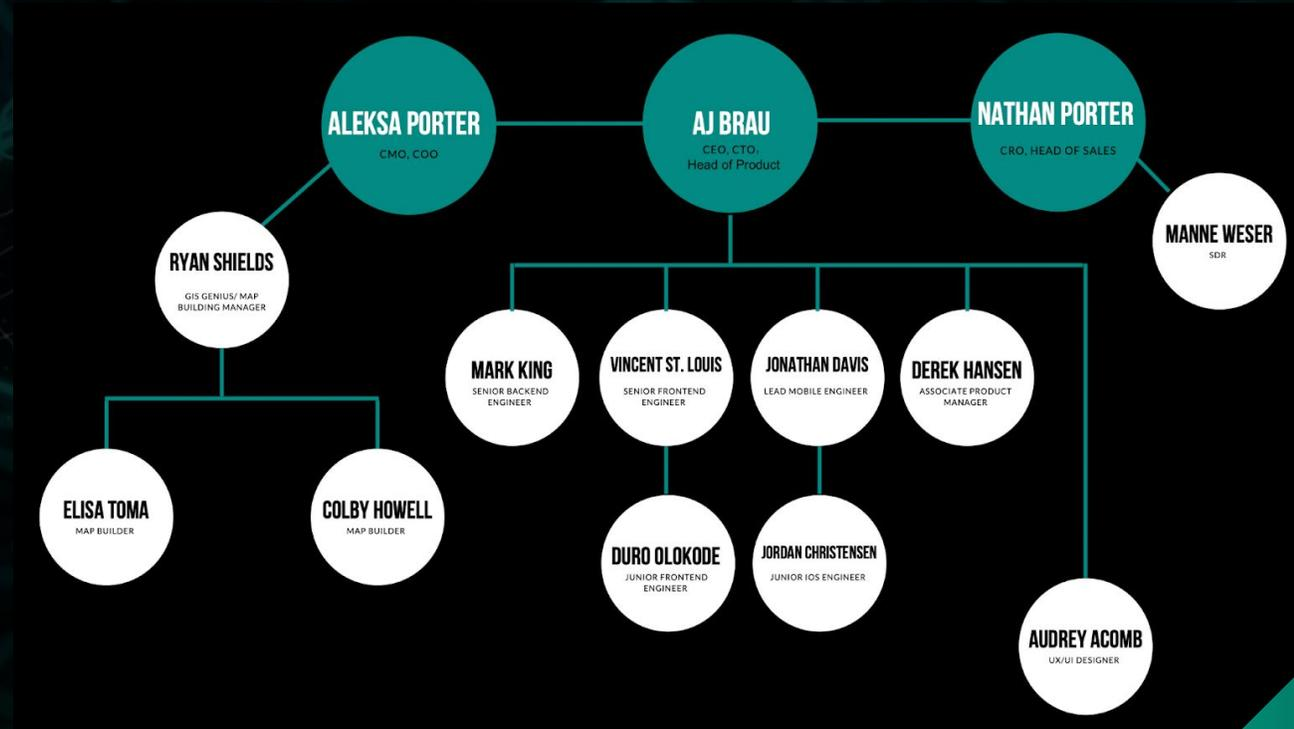 ALEKSA PORTER
CMO, COO
AJ BRAU
CEO, CTO,
Head of Product
NATHAN PORTER
CRO, HEAD OF SALES
MANNE WESER
SDR
RYAN SHIELDS
GIS GENIUS/ MAP
BUILDING MANAGER
MARK KING
SENIOR BACKEND
ENGINEER
VINCENT ST. LOUIS
SENIOR FRONTEND
ENGINEER
JONATHAN DAVIS
LEAD MOBILE ENGINEER
DEREK HANSEN
ASSOCIATE PRODUCT
MANAGER
ELISA TOMA
MAP BUILDER
COLBY HOWELL
MAP BUILDER
DURO OLOKODE
JUNIOR FRONTEND
ENGINEER
JORDAN CHRISTENSEN
JUNIOR IOS ENGINEER
AUDREY ACOMB
UX/UI DESIGNER